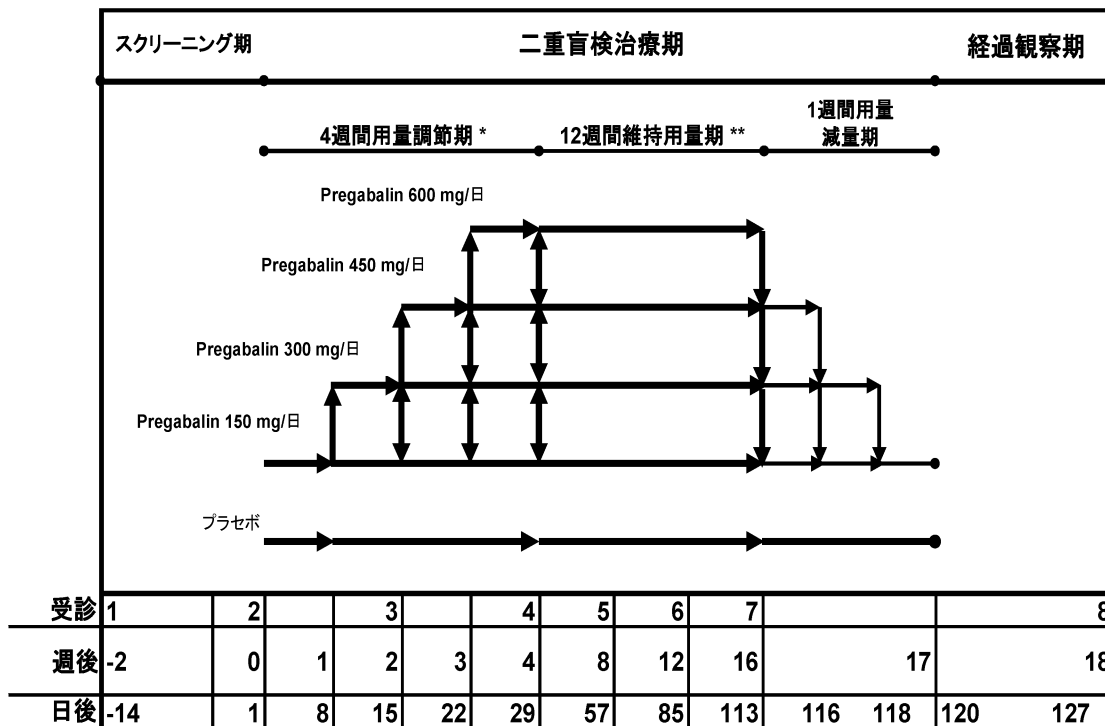 スクリーニング期 二重盲検治療期 経過観察期
4週間用量調節期 * 12週間維持用量期 ** 1週間用量
減量期
Pregabalin 600 mg/日
Pregabalin 450 mg/日
Pregabalin 300 mg/日
Pregabalin 150 mg/日
プラセボ
受診 1 2 3 4 5 6 7 8
週後 -2 0 1 2 3 4 8 12 16 17 18
日後 -14 1 8 15 22 29 57 85 113 116 118 120 127